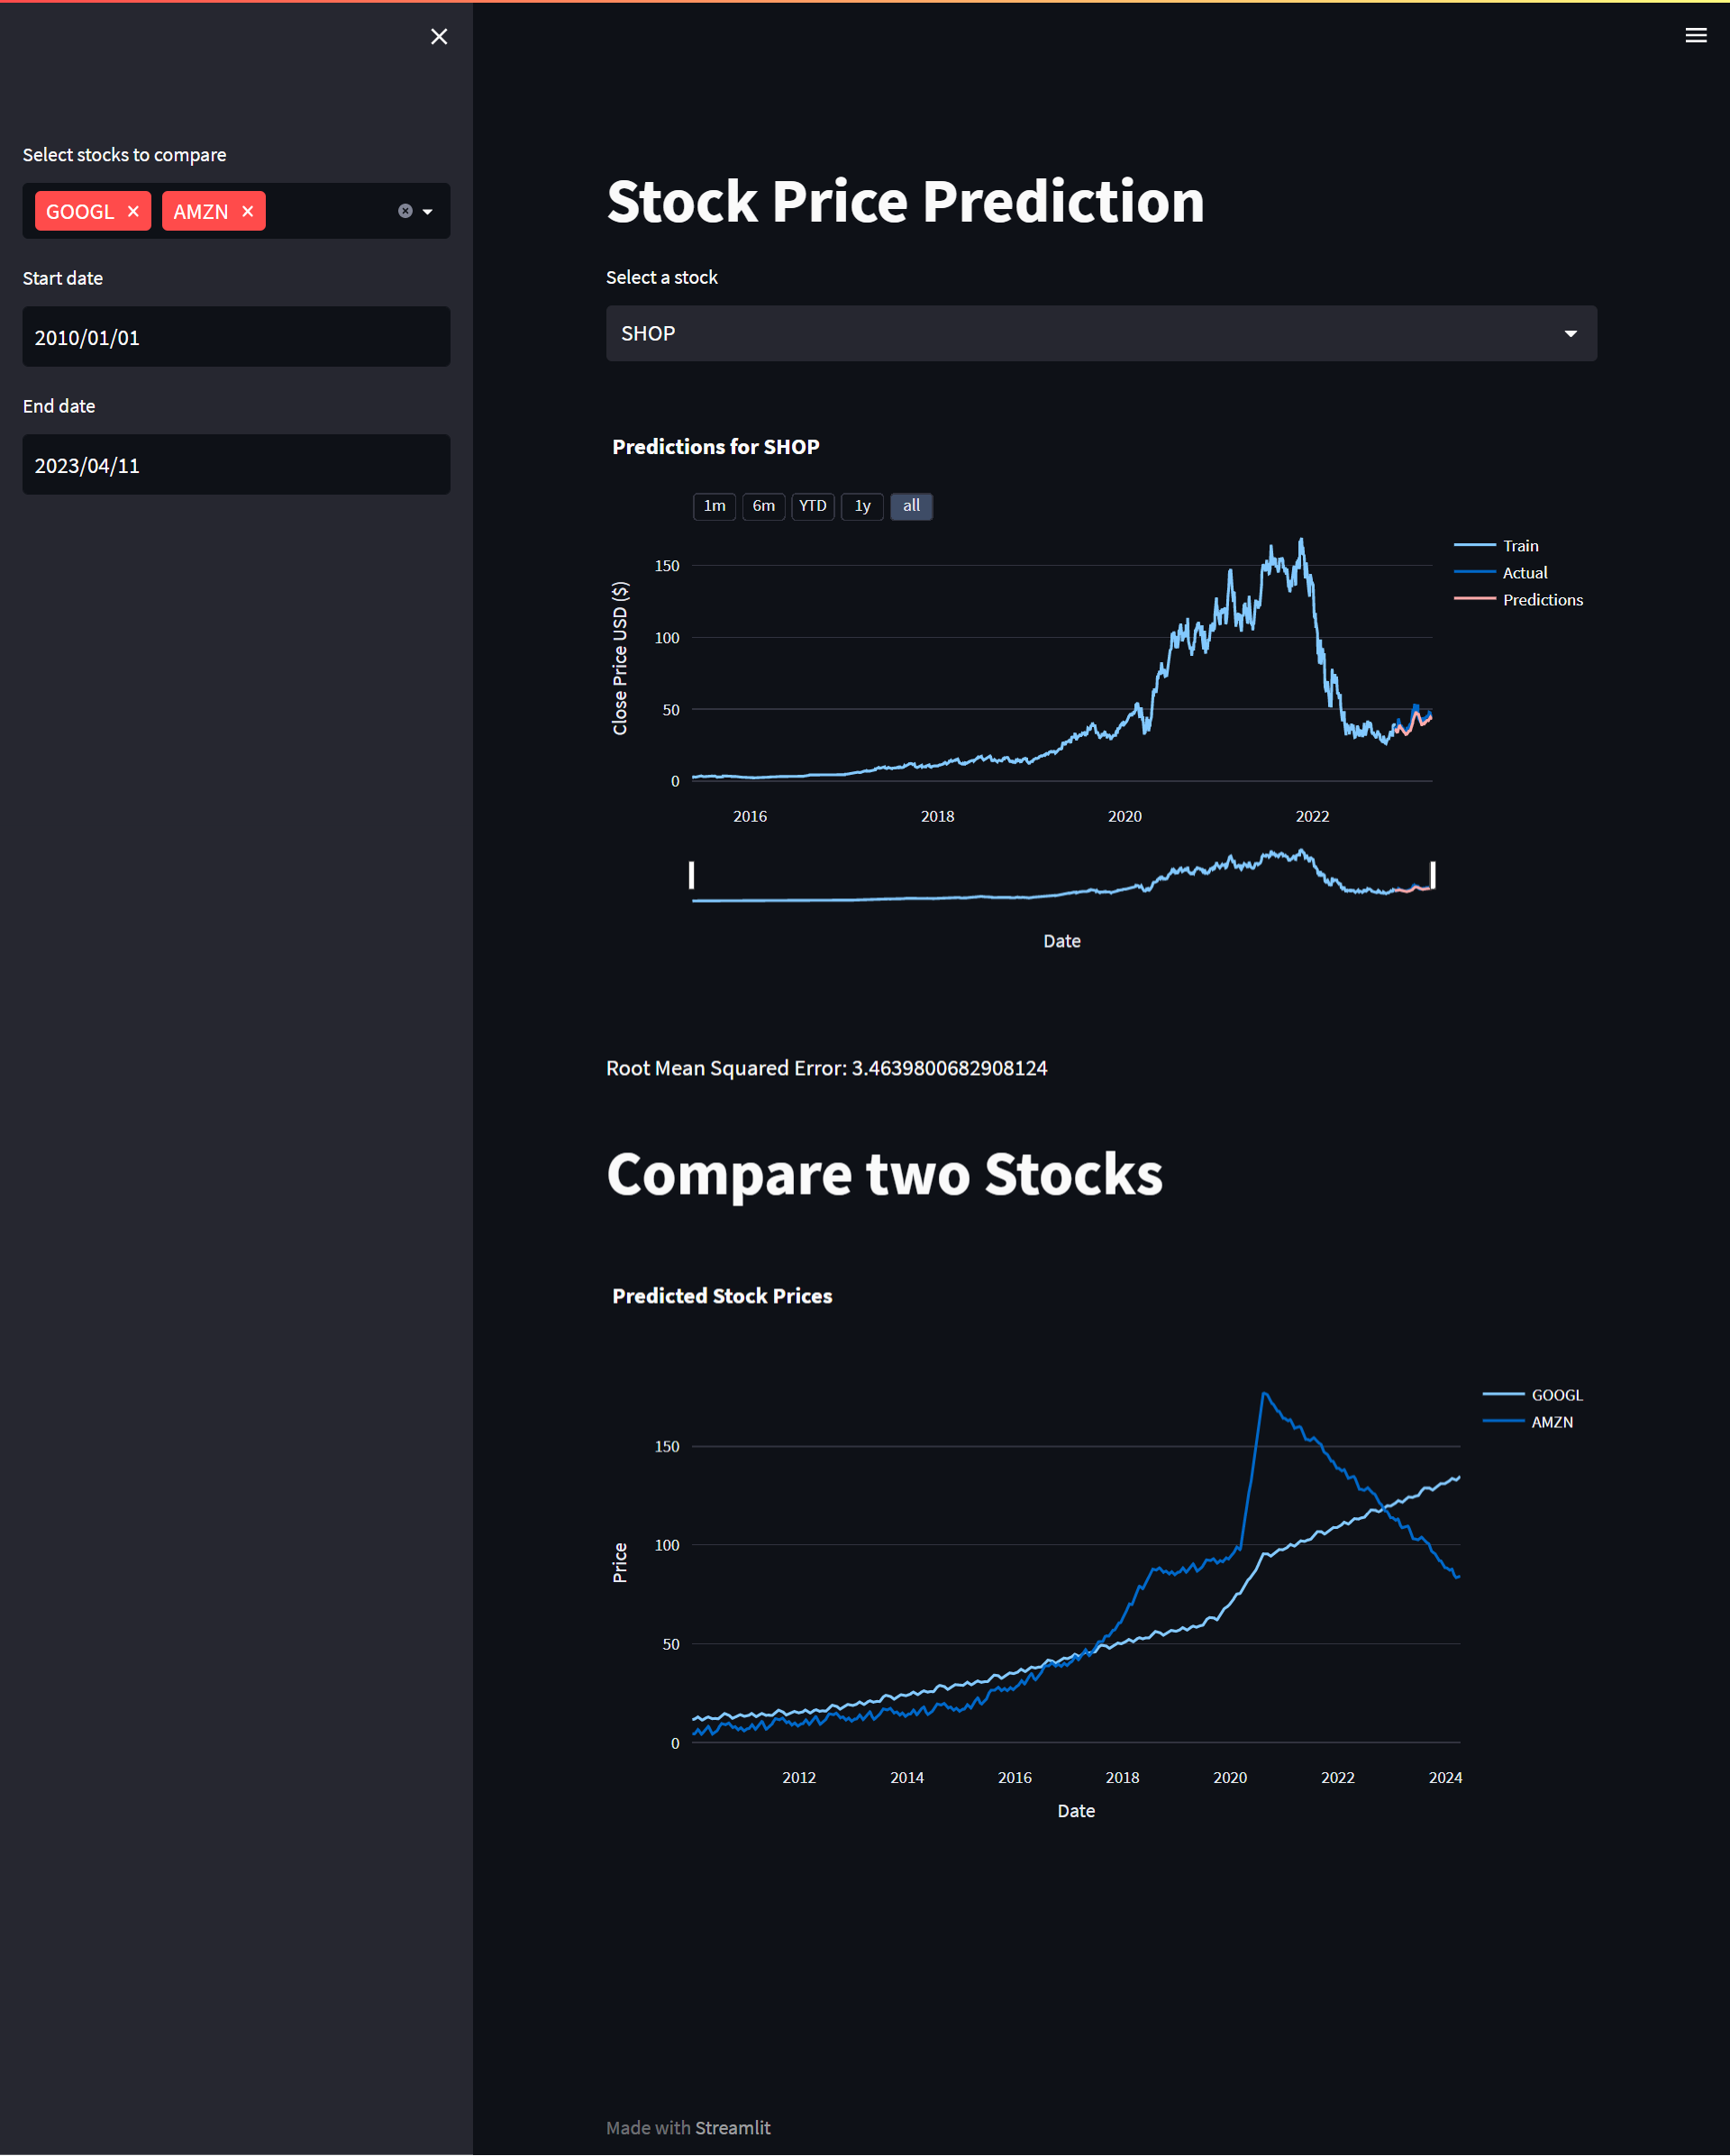 Select stocks to compare
GOOGL
AMZN
Start date
2010/01/01
End date
2023/04/11
Stock Price Prediction
Select a stock
SHOP
Predictions for SHOP
1m 6m YTD 1y all
Train
Actual
Predictions
Close Price USD ($)
150
100
50
0
2016 2018 2020 2022
Date
Root Mean Squared Error: 3.4639800682908124
Compare two Stocks
Predicted Stock Prices
GOOGL
AMZN
Price
150
100
50
0
2012 2014 2016 2018 2020 2022 2024
Date
Made with Streamlit